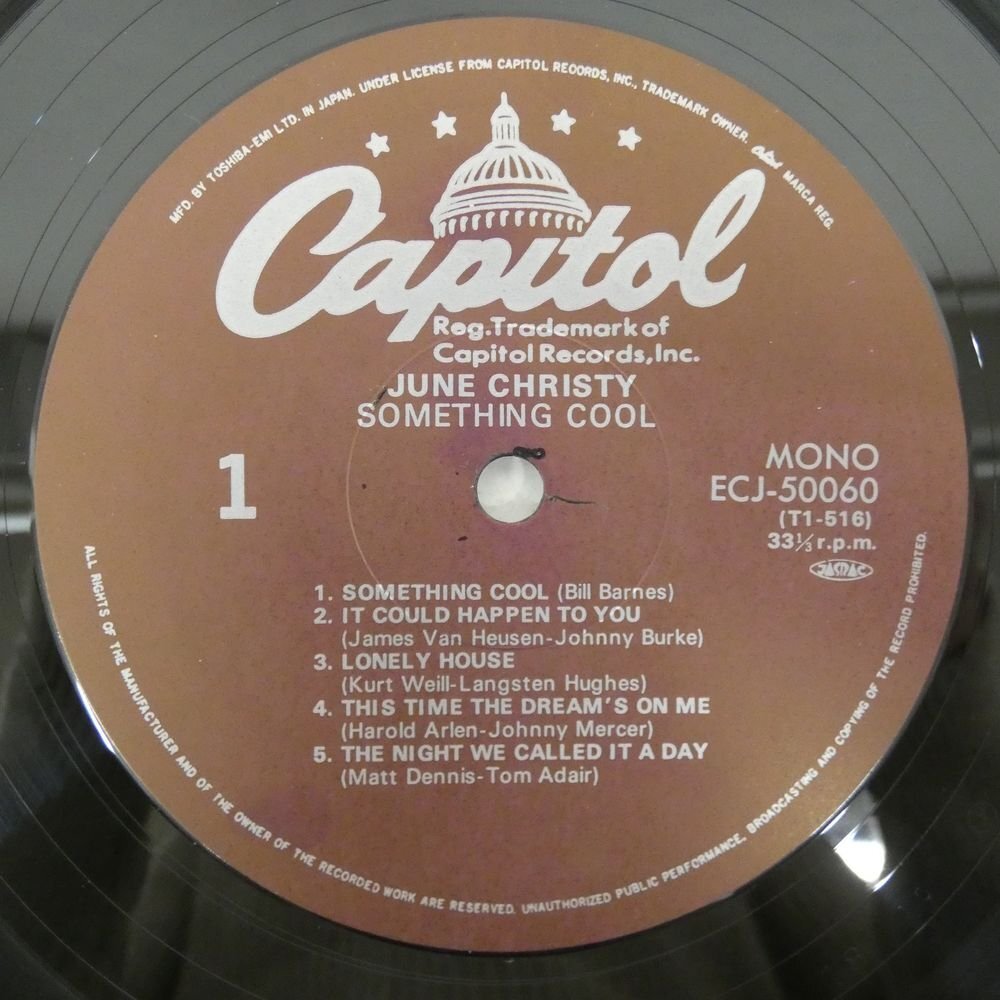 MFD. BY TOSHIBA-EMI LTD. IN JAPAN. UNDER LICENSE FROM CAPITOL RECORDS, INC., TRADEMARK OWNER. Capitol MARCA REG.
Capitol
Reg.Trademark of
Capitol Records,Inc.
JUNE CHRISTY
SOMETHING COOL
1
MONO
ECJ-50060
(T1-516)
33⅓ r.p.m.
JASRAC
1. SOMETHING COOL (Bill Barnes)
2. IT COULD HAPPEN TO YOU
(James Van Heusen-Johnny Burke)
3. LONELY HOUSE
(Kurt Weill-Langsten Hughes)
4. THIS TIME THE DREAM'S ON ME
(Harold Arlen-Johnny Mercer)
5. THE NIGHT WE CALLED IT A DAY
(Matt Dennis-Tom Adair)
ALL RIGHTS OF THE MANUFACTURER AND OF THE OWNER OF THE RECORDED WORK ARE RESERVED. UNAUTHORIZED PUBLIC PERFORMANCE, BROADCASTING AND COPYING OF THE RECORD PROHIBITED.